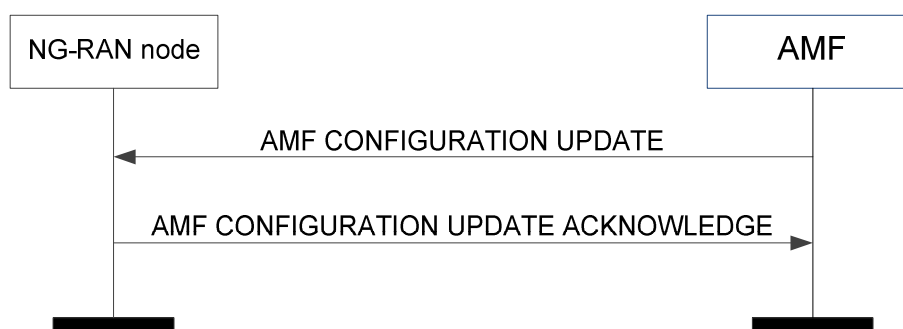 NG-RAN node
AMF
AMF CONFIGURATION UPDATE
AMF CONFIGURATION UPDATE ACKNOWLEDGE